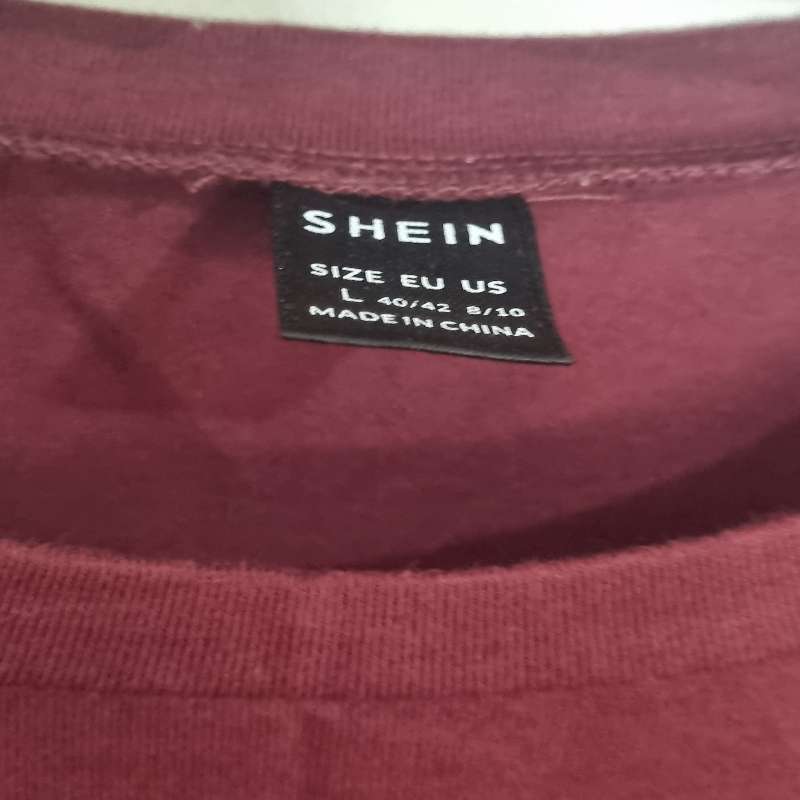 SHEIN
SIZE EU US
L 40/42 8/10
MADE IN CHINA